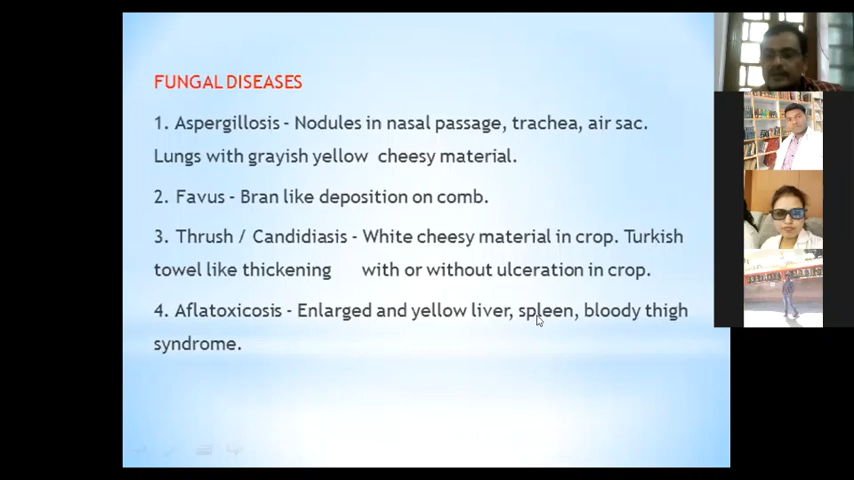 FUNGAL DISEASES
1. Aspergillosis - Nodules in nasal passage, trachea, air sac.
Lungs with grayish yellow cheesy material.
2. Favus - Bran like deposition on comb.
3. Thrush / Candidiasis - White cheesy material in crop. Turkish
towel like thickening with or without ulceration in crop.
4. Aflatoxicosis - Enlarged and yellow liver, spleen, bloody thigh
syndrome.